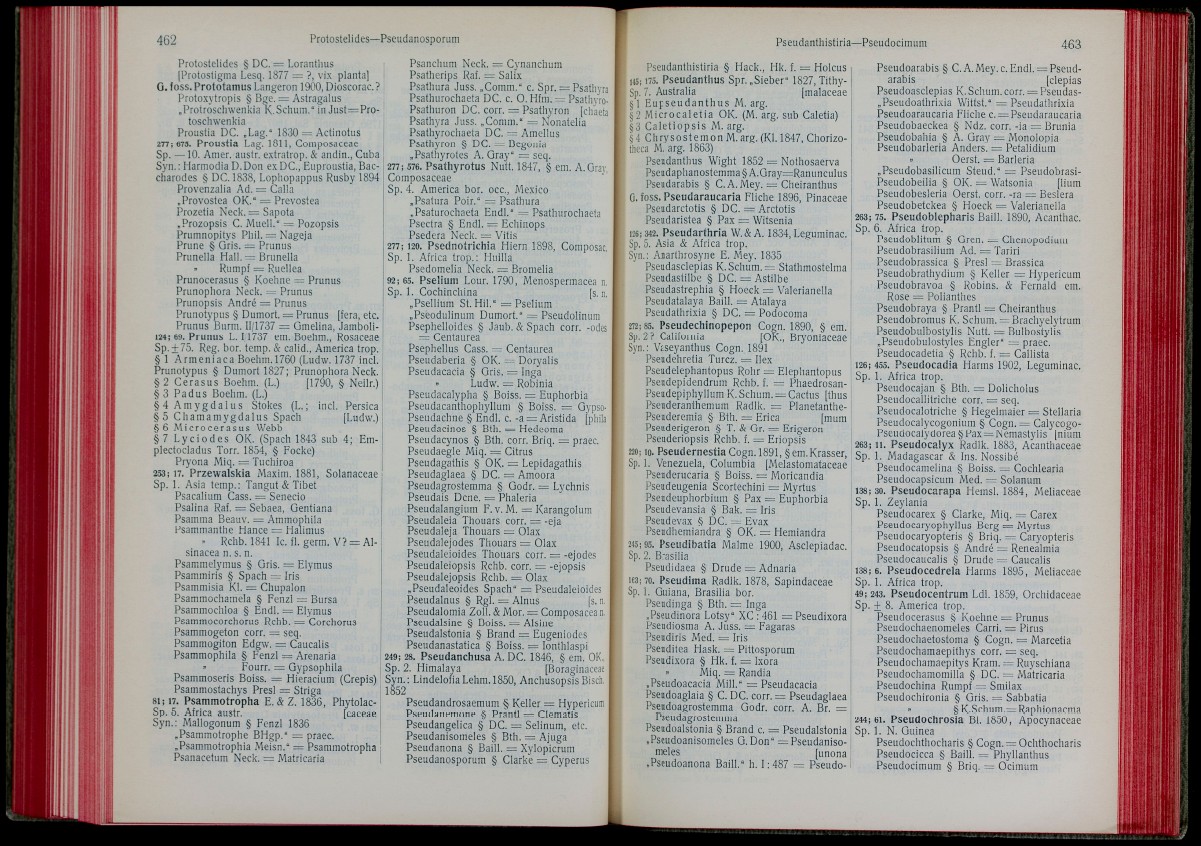 462
Protostelides—Pseudanosporum
Protostelides § DC. = Loranthus
[Protostigma Lesq. 1877 = ?, vix planta]
G. foss. Prototamus Langeron 1900, Dioscorac. ?
Protoxytropis § Bge. = Astragalus
„Protroschwenkia K. Schum.“ in Just = Pro-
toschwenkia
Proustia DC. „Lag.“ 1830 = Actinotus
277; 673. Proustia Lag. 1811, Compositaceae
Sp. —10. Amer. austr. extratrop. & andin., Cuba
Syn.: Harmodia D. Don ex DC., Euproustia, Bac-
charodes § DC. 1838, Lophopappus Rusby 1894
Provenzalia Ad. = Calla
„Provostea OK.“ = Prevostea
Prozetia Neck. = Sapota
„Prozopsis C. Muell.“ = Pozopsis
Prumnopitys Phil. = Nageja
Prune § Gris. = Prunus
Prunella Hall. = Brunella
„ Rumpf = Ruellea
Prunocerasus § Koehne = Prunus
Prunophora Neck. = Prunus
Prunopsis André = Prunus
Prunotypus § Dumort. = Prunus [fera, etc.
Prunus Burm. II/1737 = Gmelina, Jamboli-
124; 69. Prunus L. I·1737 em. Boehm., Rosaceae
Sp. ± 75. Reg. bor. temp. & calid., America trop.
§ 1 Armeniaca Boehm. 1760 (Ludw. 1737 incl.
Prunotypus § Dumort 1827; Prunophora Neck.
§ 2 Cerasus Boehm. (L.) [1790, § Neilr.)
§ 3 Padus Boehm. (L.)
§ 4 Amygdalus Stokes (L.; incl. Persica
§ 5 Chamamygdalus Spach [Ludw.)
§ 6 Microcerasus Webb
§ 7 Lyciodes OK. (Spach 1843 sub 4; Em-
plectocladus Torr. 1854, § Focke)
Pryona Miq. = Tuchiroa
253; 17. Przewalskia Maxim. 1881, Solanaceae
Sp. 1. Asia temp.: Tangut & Tibet
Psacalium Cass. = Senecio
Psalina Raf. = Sebaea, Gentiana
Psamma Beauv. = Ammophila
Psammanthe Hance = Halimus
„ Rchb. 1841 Ic. fl. germ. V? = Al-
sinacea n. s. n.
Psammelymus § Gris. = Elymus
Psammiris § Spach = Iris
Psammisia Kl. = Chupalon
Psammochamela § Fenzl = Bursa
Psammochloa § Endl. = Elymus
Psammocorchorus Rchb. = Corchorus
Psammogeton corr. = seq.
Psammogiton Edgw. = Caucalis
Psammophila § Fenzl = Arenaria
„ Fourr. = Gypsophila
Psammoseris Boiss. = Hieracium (Crepis)
Psammostachys Presl = Striga
81; 17. Psammotropha E. & Z. 1836, Phytolac-
Sp. 5. Africa austr. [caceae
Syn.: Mallogonum § Fenzl 1836
„Psammotrophe BHgp.“ = praec.
„Psammotrophia Meisn.“ = Psammotropha
Psanacetum Neck. = Matricaria
Psanchum Neck. = Cynanchum
Psatherips Raf. = Salix
Psathura Juss. „Comm.“ c. Spr. = Psathyra
Psathurochaeta DC. c. O. Hfm. = Psathyro-
Psathuron DC. corr. = Psathyron [chaeta
Psathyra Juss. „Comm.“ = Nonatelia
Psathyrochaeta DC. = Amellus
Psathyron § DC. = Begonia
„Psathyrotes A. Gray“ = seq.
277; 576. Psathyrotus Nutt. 1847, § em. A. Gray,
Composaceae
Sp. 4. America bor. occ., Mexico
„Psatura Poir.“ = Psathura
„Psaturochaeta Endl.“ = Psathurochaeta
Psectra § Endl. = Echinops
Psedera Neck. = Vitis
277; 120. Psednotrichia Hiern 1898, Composac.
Sp. 1. Africa trop.: Huilla
Psedomelia Neck. = Bromelia
92; 65. Pselium Lour. 1790, Menospermacea n.
Sp. 1. Cochinchina [s. n.
„Psellium St. Hil.“ = Pselium
„Pseodulinum Dumort.“ = Pseudolinum
Psephelloides § Jaub. & Spach corr. -odes
= Centaurea
Psephellus Cass. = Centaurea
Pseudaberia § OK. = Doryalis
Pseudacacia § Gris. = Inga
„ Ludw. = Robinia
Pseudacalypha § Boiss. = Euphorbia
Pseudacanthophyllum § Boiss. = Gypso-
Pseudachne § Endl. c. -a = Aristida [phila
Pseudacinos § Bth. = Hedeoma
Pseudacynos § Bth. corr. Briq. = praec.
Pseudaegle Miq. = Citrus
Pseudagathis § OK. = Lepidagathis
Pseudaglaea § DC. = Amoora
Pseudagrostemma § Godr. = Lychnis
Pseudais Dcne. = Phaleria
Pseudalangium F. v. M. = Karangolum
Pseudaleia Thouars corr. = -eja
Pseudaleja Thouars = Olax
Pseudalejodes Thouars = Olax
Pseudaleioides Thouars corr. = -ejodes
Pseudaleiopsis Rchb. corr. = -ejopsis
Pseudalejopsis Rchb. = Olax
„Pseudaleoides Spach“ = Pseudaleioides
Pseudalnus § Rgl. = Alnus [s. n.
Pseudalomia Zoll. & Mor. = Composacea n.
Pseudalsine § Boiss. = Alsine
Pseudalstonia § Brand = Eugeniodes
Pseudanastatica § Boiss. = Ionthlaspi
249; 28. Pseudanchusa A. DC. 1846, § em. OK.
Sp. 2. Himalaya [Boraginaceae
Syn.: Lindelofia Lehm. 1850, Anchusopsis Bisch.
1852
Pseudandrosaemum § Keller = Hypericum
Pseudanemone § Prantl = Clematis
Pseudangelica § DC. = Selinum, etc.
Pseudanisomeles § Bth. = Ajuga
Pseudanona § Baill. = Xylopicrum
Pseudanosporum § Clarke = Cyperus
Pseudanthistiria—Pseudocimum
463
Pseudanthistiria § Hack., Hk. f. = Holcus
145; 175. Pseudanthus Spr. „Sieber“ 1827, Tithy-
Sp. 7. Australia [malaceae
§ 1 Eupseudanthus M. arg.
§ 2 Microcaletia OK. (M. arg. sub Caletia)
§ 3 Caletiopsis M. arg.
§ 4 Chrysostemon M. arg. (Kl. 1847, Chorizo-
theca M. arg. 1863)
Pseudanthus Wight 1852 = Nothosaerva
Pseudaphanostemma § A. Gray = Ranunculus
Pseudarabis § C. A. Mey. = Cheiranthus
G. foss. Pseudaraucaria Fliche 1896, Pinaceae
Pseudarctotis § DC. = Arctotis
Pseudaristea § Pax = Witsenia
126; 342. Pseudarthria W. & A. 1834, Leguminac.
Sp. 5. Asia & Africa trop.
Syn.: Anarthrosyne E. Mey. 1835
Pseudasclepias K. Schum. = Stathmostelma
Pseudastilbe § DC. = Astilbe
Pseudastrephia § Hoeck = Valerianella
Pseudatalaya Baill. = Atalaya
Pseudathrixia § DC. = Podocoma
272; 85. Pseudechinopepon Cogn. 1890, § em.
Sp. 2 ? California [OK., Bryoniaceae
Syn.: Vaseyanthus Cogn. 1891
Pseudehretia Turcz. = Ilex
Pseudelephantopus Rohr = Elephantopus
Pseudepidendrum Rchb. f. = Phaedrosan-
Pseudepiphyllum K. Schum. = Cactus [thus
Pseuderanthemum Radlk. = Planetanthe-
Pseuderemia § Bth. = Erica [mum
Pseuderigeron § T. & Gr. = Erigeron
Pseuderiopsis Rchb. f. = Eriopsis
220; 10. Pseudernestia Cogn. 1891, § em. Krasser,
Sp. 1. Venezuela, Columbia [Melastomataceae
Pseuderucaria § Boiss. = Moricandia
Pseudeugenia Scortechini = Myrtus
Pseudeuphorbium § Pax = Euphorbia
Pseudevansia § Bak. = Iris
Pseudevax § DC. = Evax
Pseudhemiandra § OK. = Hemiandra
245; 95. Pseudibatia Malme 1900, Asclepiadac.
Sp. 2. Brasilia
Pseudidaea § Drude = Adnaria
163; 70. Pseudima Radlk. 1878, Sapindaceae
Sp. 1. Guiana, Brasilia bor.
Pseudinga § Bth. = Inga
„Pseudinora Lotsy“ XC : 461 = Pseudixora
Pseudiosma A. Juss. = Fagaras
Pseudiris Med. = Iris
Pseuditea Hask. = Pittosporum
Pseudixora § Hk. f. = Ixora
„ Miq. = Randia
„Pseudoacacia Mill.“ = Pseudacacia
Pseudoaglaia § C. DC. corr. = Pseudaglaea
Pseudoagrostemma Godr. corr. A. Br. =
Pseudagrostemma
Pseudoalstonia § Brand c. = Pseudalstonia
„Pseudoanisomeles G. Don“ = Pseudaniso-
meles [unona
„Pseudoanona Baill.“ h. I : 487 = Pseudo-
Pseudoarabis § C. A. Mey. c. Endl. = Pseud-
arabis [clepias
Pseudoasclepias K. Schum. corr. = Pseudas-
„Pseudoathrixia Wittst.“ = Pseudathrixia
Pseudoaraucaria Fliche c. = Pseudaraucaria
Pseudobaeckea § Ndz. corr. -ia = Brunia
Pseudobahia § A. Gray = Monolopia
Pseudobarleria Anders. = Petalidium
„ Oerst. = Barleria
„Pseudobasilicum Steud.“ = Pseudobrasi-
Pseudobeilia § OK. = Watsonia [lium
Pseudobesleria Oerst. corr. -ra = Beslera
Pseudobetckea § Hoeck = Valerianella
263; 75. Pseudoblepharis Baill. 1890, Acanthac.
Sp. 6. Africa trop.
Pseudoblitum § Gren. = Chenopodium
Pseudobrasilium Ad. = Tariri
Pseudobrassica § Presl = Brassica
Pseudobrathydium § Keller = Hypericum
Pseudobravoa § Robins. & Fernald em.
Rose = Polianthes
Pseudobraya § Prantl = Cheiranthus
Pseudobromus K. Schum. = Brachyelytrum
Pseudobulbostylis Nutt. = Bulbostylis
„Pseudobulostyles Engler“ = praec.
Pseudocadetia § Rchb. f. = Callista
126; 455. Pseudocadia Harms 1902, Leguminac.
Sp. 1. Africa trop.
Pseudocajan § Bth. = Dolicholus
Pseudocallitriche corr. = seq.
Pseudocalotriche § Hegelmaier = Stellaria
Pseudocalycogonium § Cogn. = Calycogo-
Pseudocalydorea § Pax = Nemastylis [nium
263; 11. Pseudocalyx Radlk. 1883, Acanthaceae
Sp. 1. Madagascar & Ins. Nossibé
Pseudocamelina § Boiss. = Cochlearia
Pseudocapsicum Med. = Solanum
138; 30. Pseudocarapa Hemsl. 1884, Meliaceae
Sp. 1. Zeylania
Pseudocarex § Clarke, Miq. = Carex
Pseudocaryophyllus Berg = Myrtus
Pseudocaryopteris § Briq. = Caryopteris
Pseudocatopsis § André = Renealmia
Pseudocaucalis § Drude = Caucalis
138; 6. Pseudocedrela Harms 1895, Meliaceae
Sp. 1. Africa trop.
49; 243. Pseudocentrum Ldl. 1859, Orchidaceae
Sp. ± 8. America trop.
Pseudocerasus § Koehne = Prunus
Pseudochaenomeles Carri. = Pirus
Pseudochaetostoma § Cogn. = Marcetia
Pseudochamaepithys corr. = seq.
Pseudochamaepitys Kram. = Ruyschiana
Pseudochamomilla § DC. = Matricaria
Pseudochina Rumpf = Smilax
Pseudochironia § Gris. = Sabbatia
„ § K. Schum. = Raphionacma
244; 61. Pseudochrosia Bl. 1850, Apocynaceae
Sp. 1. N. Guinea
Pseudochthocharis § Cogn. = Ochthocharis
Pseudocicca § Baill. = Phyllanthus
Pseudocimum § Briq. = Ocimum